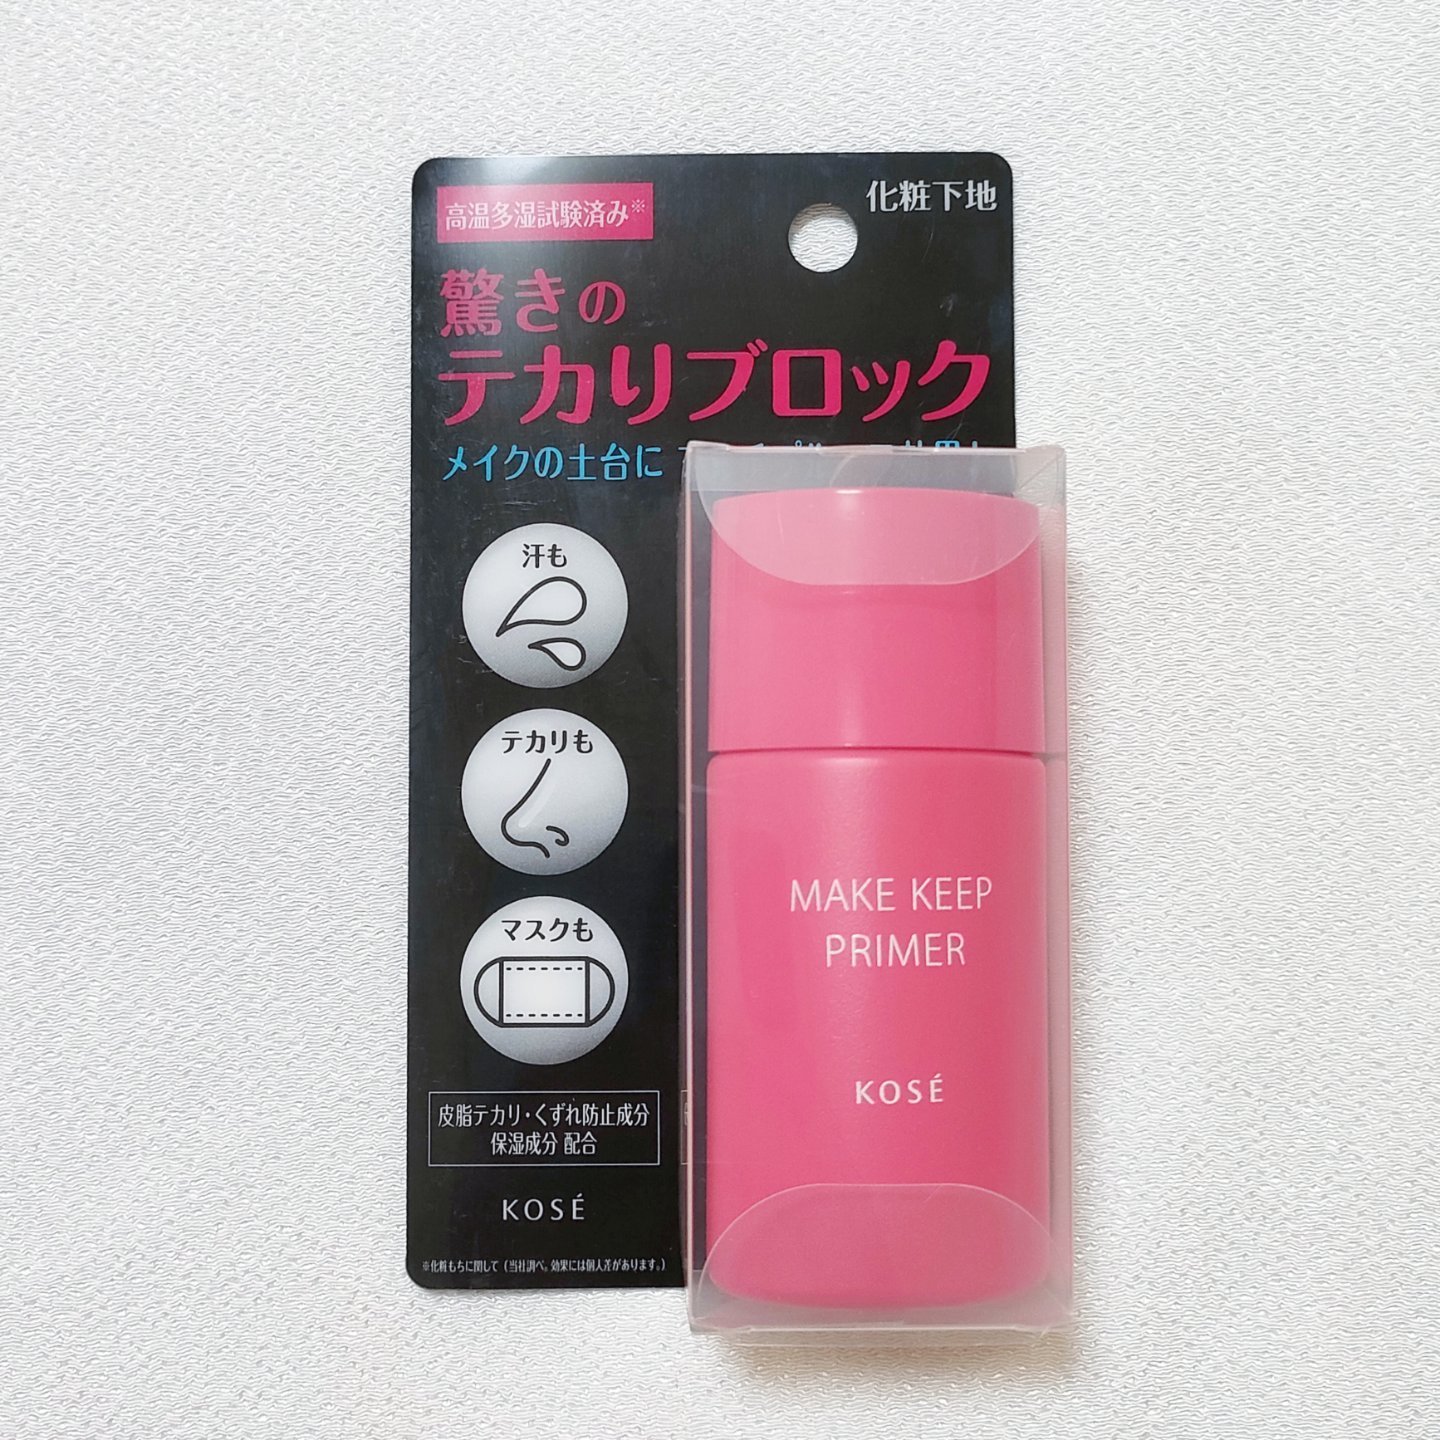 化粧下地
高温多湿試験済み※
驚きの
テカりブロック
メイクの土台に
汗も
テカリも
マスクも
MAKE KEEP
PRIMER
KOSÉ
皮脂テカリ・くずれ防止成分
保湿成分 配合
KOSÉ
※化粧もちに関して（当社調べ。効果には個人差があります。）